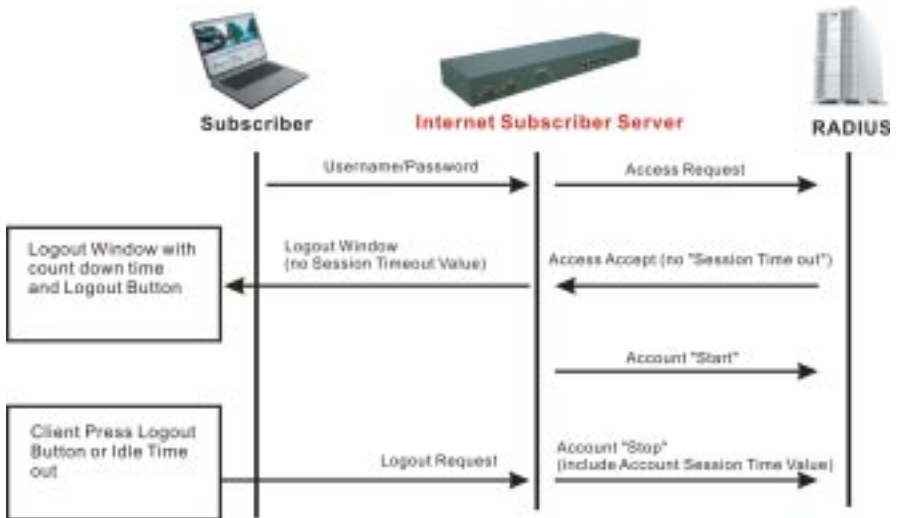 Subscriber
Internet Subscriber Server
RADIUS
Username/Password
Access Request
Logout Window with
count down time
and Logout Button
Logout Window
(no Session Timeout Value)
Access Accept (no "Session Time out")
Account "Start"
Client Press Logout
Button or Idle Time
out
Logout Request
Account "Stop"
(include Account Session Time Value)